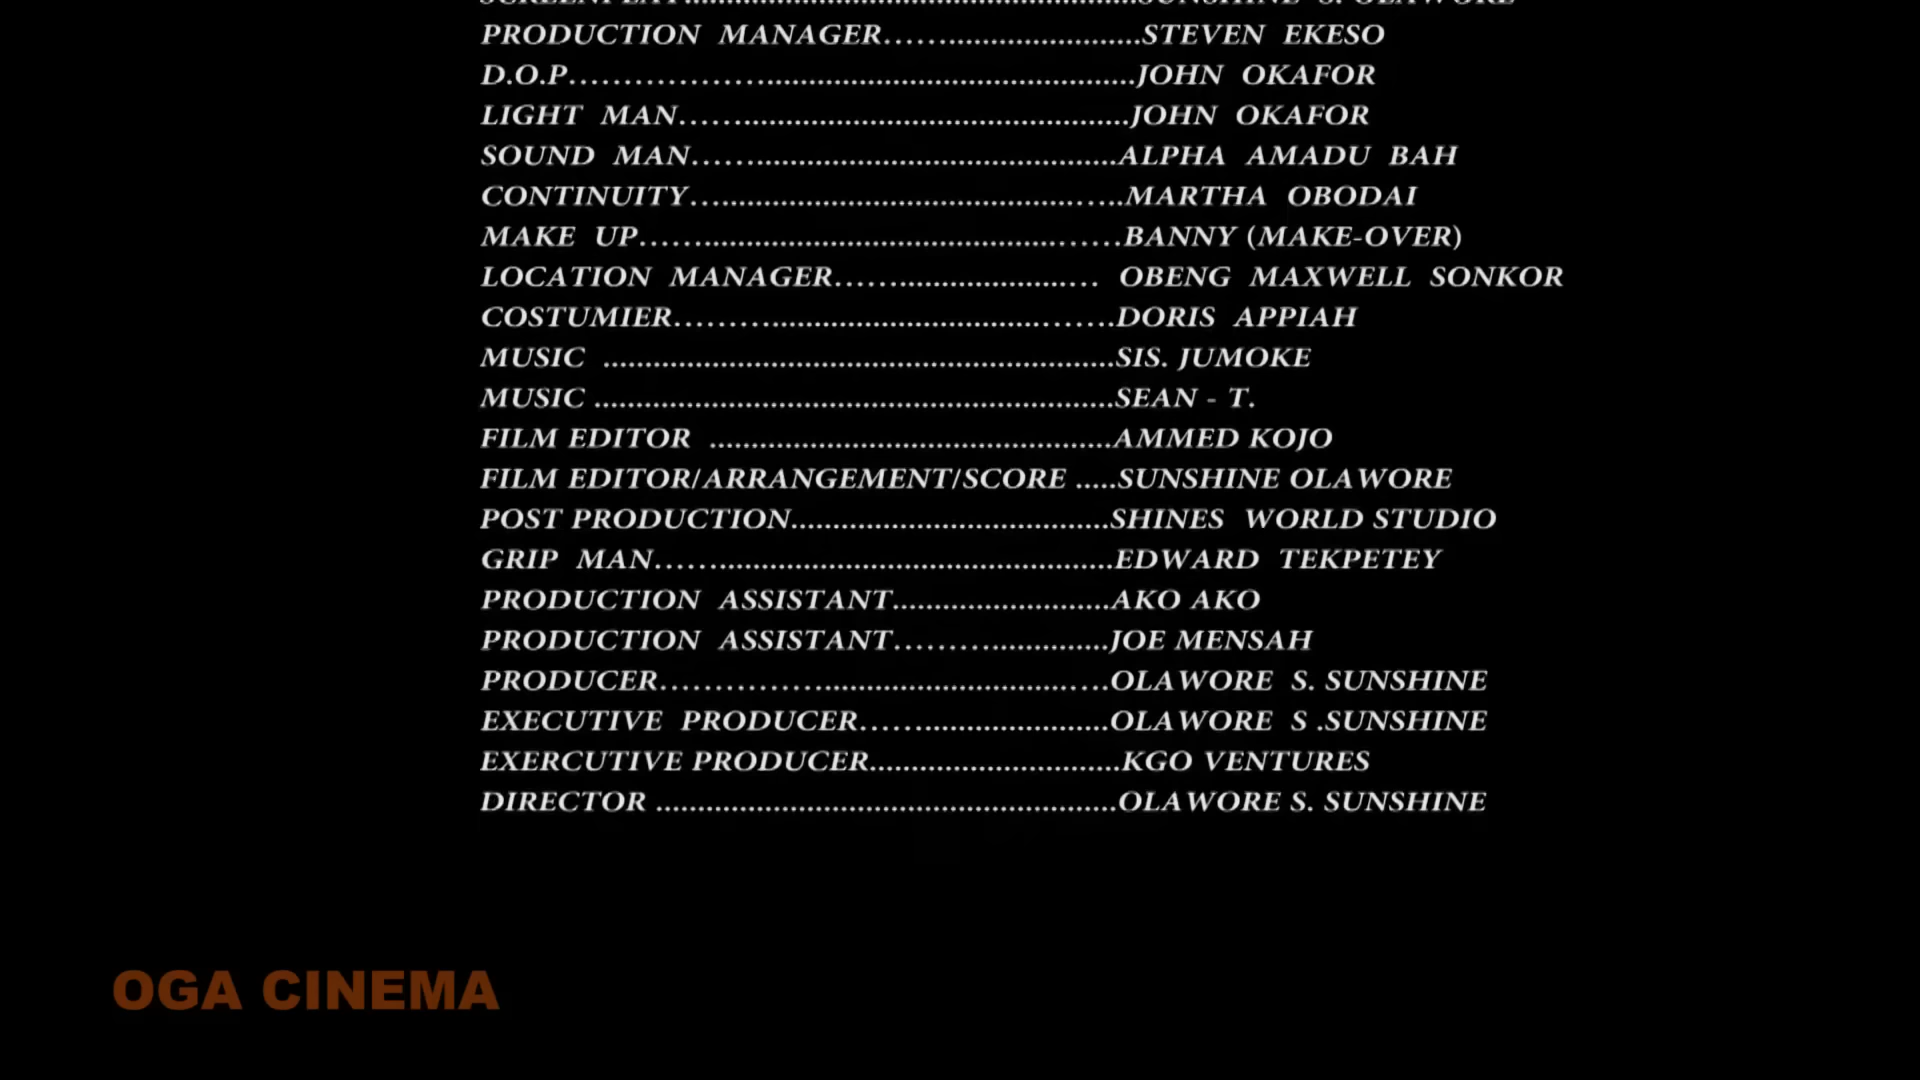 SCREENPLAY..........................................................SUNSHINE S. OLAWORE
PRODUCTION MANAGER…............................STEVEN EKESO
D.O.P…………………............................................JOHN OKAFOR
LIGHT MAN…….............................................JOHN OKAFOR
SOUND MAN……...........................................ALPHA AMADU BAH
CONTINUITY…..........................................…..MARTHA OBODAI
MAKE UP……...........................................……BANNY (MAKE-OVER)
LOCATION MANAGER……....................… OBENG MAXWELL SONKOR
COSTUMIER………................................…….DORIS APPIAH
MUSIC .............................................................SIS. JUMOKE
MUSIC ..............................................................SEAN - T.
FILM EDITOR ................................................AMMED KOJO
FILM EDITOR/ARRANGEMENT/SCORE .....SUNSHINE OLAWORE
POST PRODUCTION......................................SHINES WORLD STUDIO
GRIP MAN……...............................................EDWARD TEKPETEY
PRODUCTION ASSISTANT..........................AKO AKO
PRODUCTION ASSISTANT………..............JOE MENSAH
PRODUCER……………..............................….OLAWORE S. SUNSHINE
EXECUTIVE PRODUCER……......................OLAWORE S .SUNSHINE
EXERCUTIVE PRODUCER..............................KGO VENTURES
DIRECTOR .......................................................OLAWORE S. SUNSHINE
OGA CINEMA